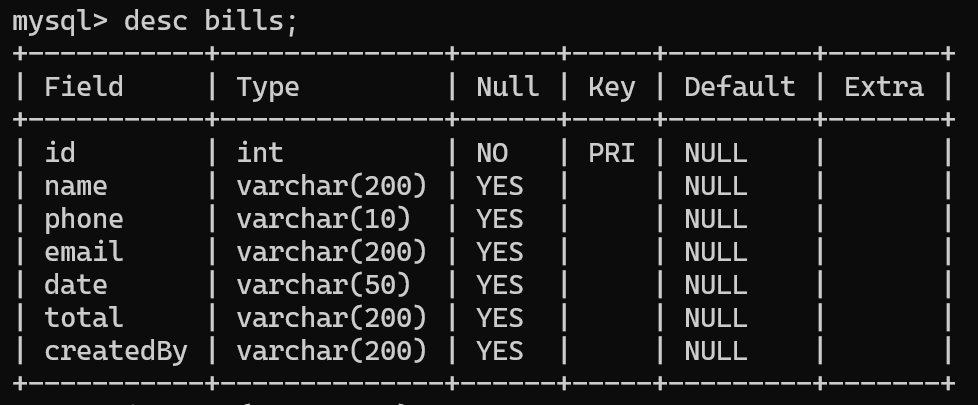 mysql> desc bills;
+-----------+--------------+------+-----+---------+-------+
| Field     | Type         | Null | Key | Default | Extra |
+-----------+--------------+------+-----+---------+-------+
| id        | int          | NO   | PRI | NULL    |       |
| name      | varchar(200) | YES  |     | NULL    |       |
| phone     | varchar(10)  | YES  |     | NULL    |       |
| email     | varchar(200) | YES  |     | NULL    |       |
| date      | varchar(50)  | YES  |     | NULL    |       |
| total     | varchar(200) | YES  |     | NULL    |       |
| createdBy | varchar(200) | YES  |     | NULL    |       |
+-----------+--------------+------+-----+---------+-------+